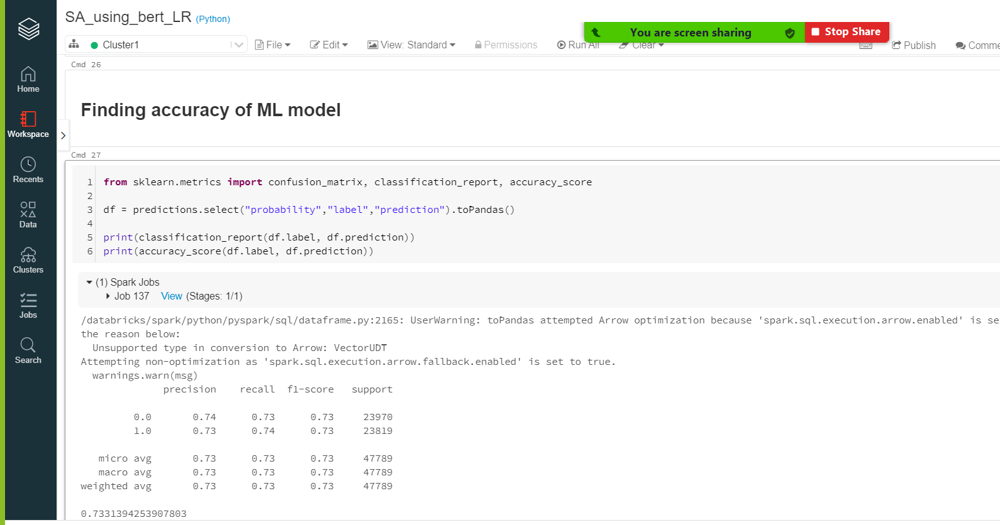 SA_using_bert_LR (Python)
You are screen sharing
Stop Share
Cluster1
File
Edit
View: Standard
Permissions
Run All
Clear
Publish
Comme
Home
Workspace
Recents
Data
Clusters
Jobs
Search
Cmd 26
Finding accuracy of ML model
Cmd 27
1 from sklearn.metrics import confusion_matrix, classification_report, accuracy_score
2
3 df = predictions.select("probability","label","prediction").toPandas()
4
5 print(classification_report(df.label, df.prediction))
6 print(accuracy_score(df.label, df.prediction))
(1) Spark Jobs
Job 137 View (Stages: 1/1)
/databricks/spark/python/pyspark/sql/dataframe.py:2165: UserWarning: toPandas attempted Arrow optimization because 'spark.sql.execution.arrow.enabled' is se
the reason below:
Unsupported type in conversion to Arrow: VectorUDT
Attempting non-optimization as 'spark.sql.execution.arrow.fallback.enabled' is set to true.
warnings.warn(msg)
precision recall f1-score support
0.0 0.74 0.73 0.73 23970
1.0 0.73 0.74 0.73 23819
micro avg 0.73 0.73 0.73 47789
macro avg 0.73 0.73 0.73 47789
weighted avg 0.73 0.73 0.73 47789
0.7331394253907803